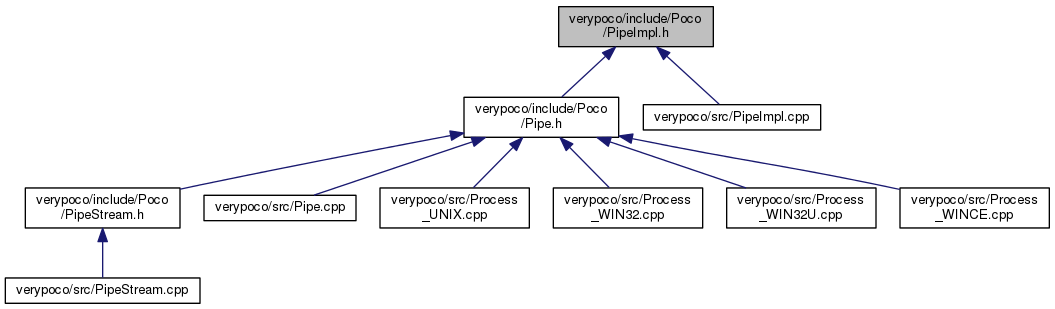 verypoco/include/Poco
/PipeImpl.h
verypoco/include/Poco
/Pipe.h
verypoco/src/PipeImpl.cpp
verypoco/include/Poco
/PipeStream.h
verypoco/src/Pipe.cpp
verypoco/src/Process
_UNIX.cpp
verypoco/src/Process
_WIN32.cpp
verypoco/src/Process
_WIN32U.cpp
verypoco/src/Process
_WINCE.cpp
verypoco/src/PipeStream.cpp